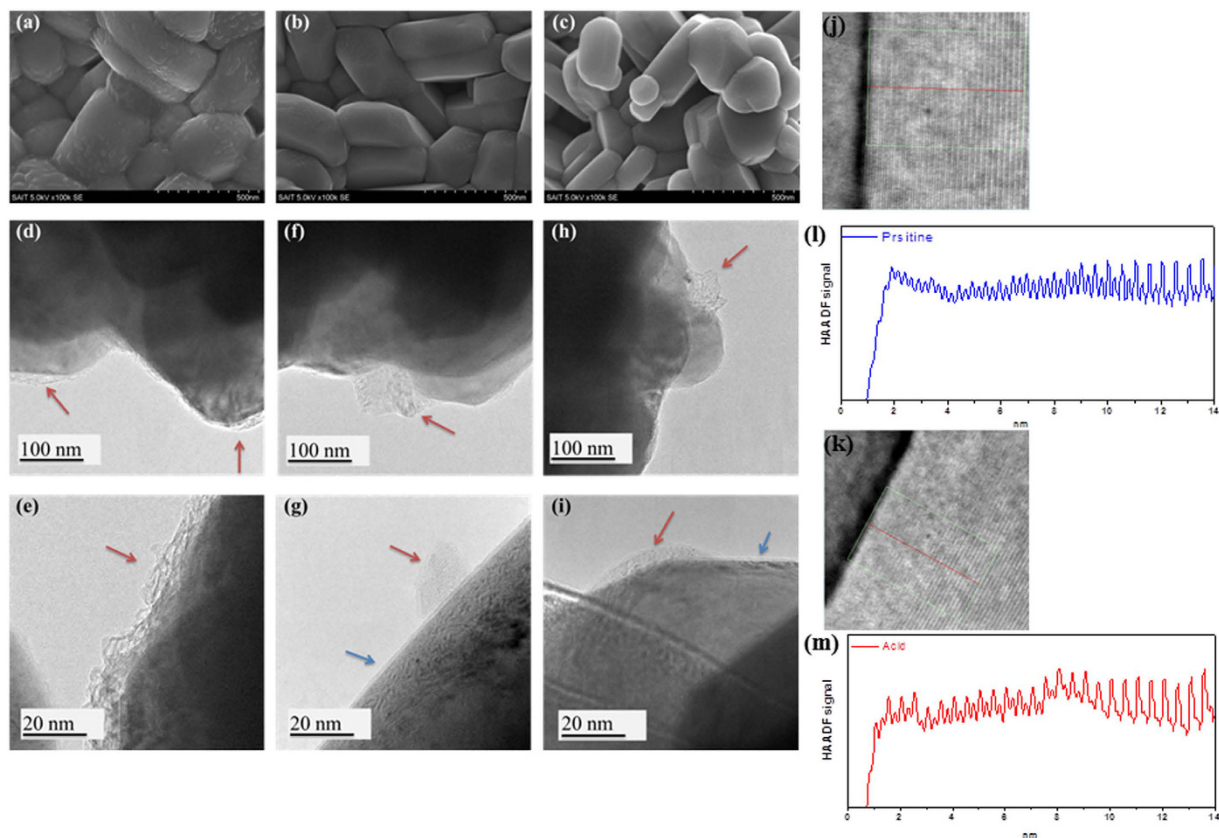 (a)
(b)
(c)
(j)
SAIT 5.0kV x100k SE 500nm
SAIT 5.0kV x100k SE 500nm
SAIT 5.0kV x100k SE 500nm
(d)
(f)
(h)
100 nm
100 nm
100 nm
(l)
Prsitine
HAADF signal
0 2 4 6 8 10 12 14
nm
(k)
(e)
(g)
(i)
20 nm
20 nm
20 nm
(m)
Acid
HAADF signal
0 2 4 6 8 10 12 14
nm